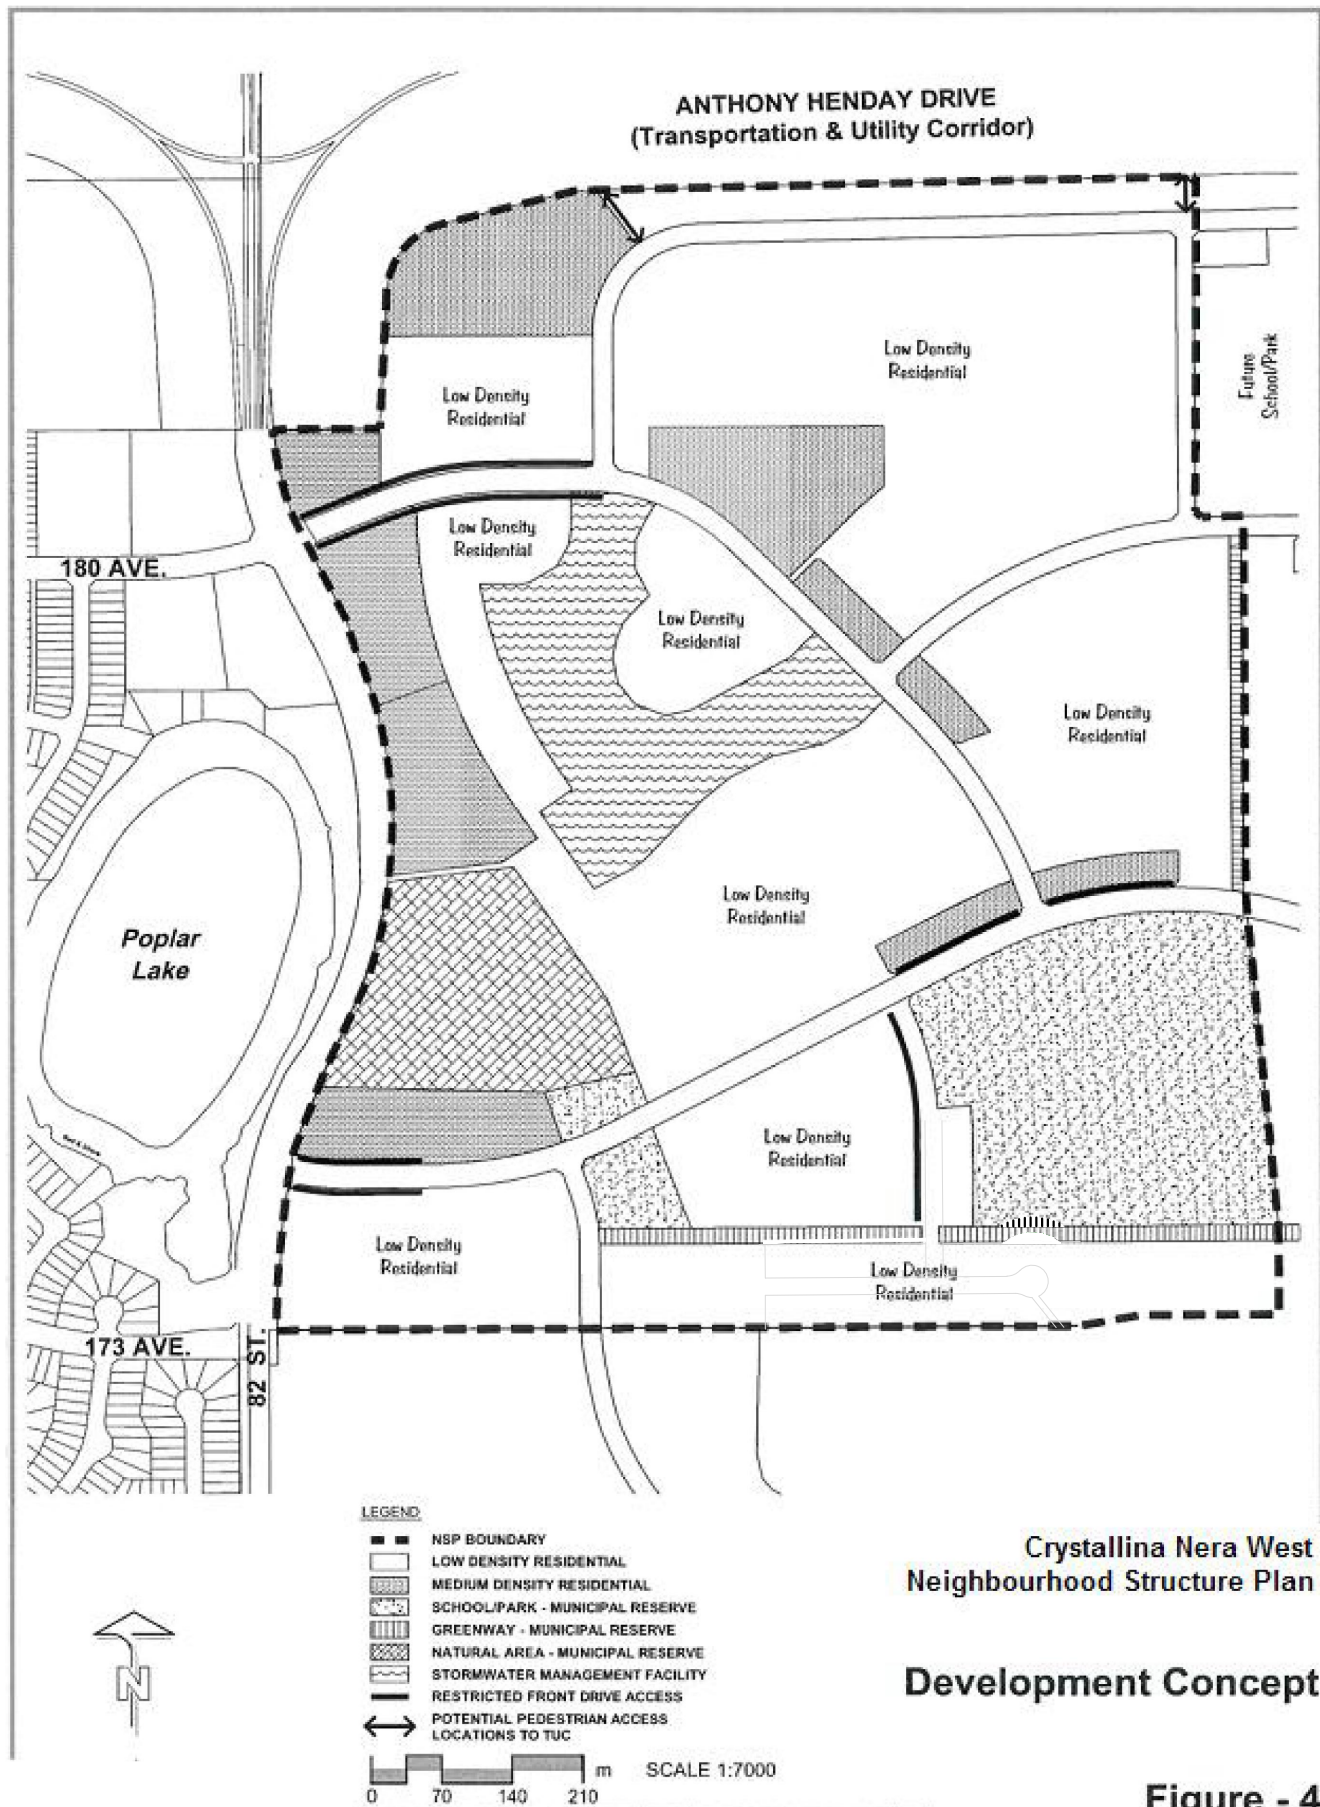 ANTHONY HENDAY DRIVE
(Transportation & Utility Corridor)
Low Density
Residential
Low Density
Residential
Future
School/Park
Low Density
Residential
180 AVE.
Low Density
Residential
Low Density
Residential
Low Density
Residential
Poplar
Lake
Low Density
Residential
Low Density
Residential
Low Density
Residential
173 AVE.
82 ST.
LEGEND
NSP BOUNDARY
LOW DENSITY RESIDENTIAL
MEDIUM DENSITY RESIDENTIAL
SCHOOL/PARK - MUNICIPAL RESERVE
GREENWAY - MUNICIPAL RESERVE
NATURAL AREA - MUNICIPAL RESERVE
STORMWATER MANAGEMENT FACILITY
RESTRICTED FRONT DRIVE ACCESS
POTENTIAL PEDESTRIAN ACCESS
LOCATIONS TO TUC
Crystallina Nera West
Neighbourhood Structure Plan
N
Development Concept
m SCALE 1:7000
0 70 140 210
Figure - 4